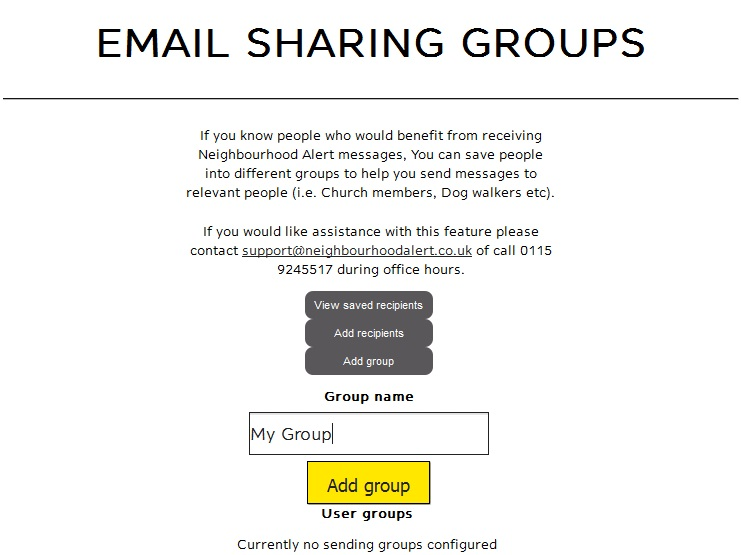 EMAIL SHARING GROUPS
If you know people who would benefit from receiving
Neighbourhood Alert messages, You can save people
into different groups to help you send messages to
relevant people (i.e. Church members, Dog walkers etc).
If you would like assistance with this feature please
contact support@neighbourhoodalert.co.uk of call 0115
9245517 during office hours.
View saved recipients
Add recipients
Add group
Group name
My Group
Add group
User groups
Currently no sending groups configured